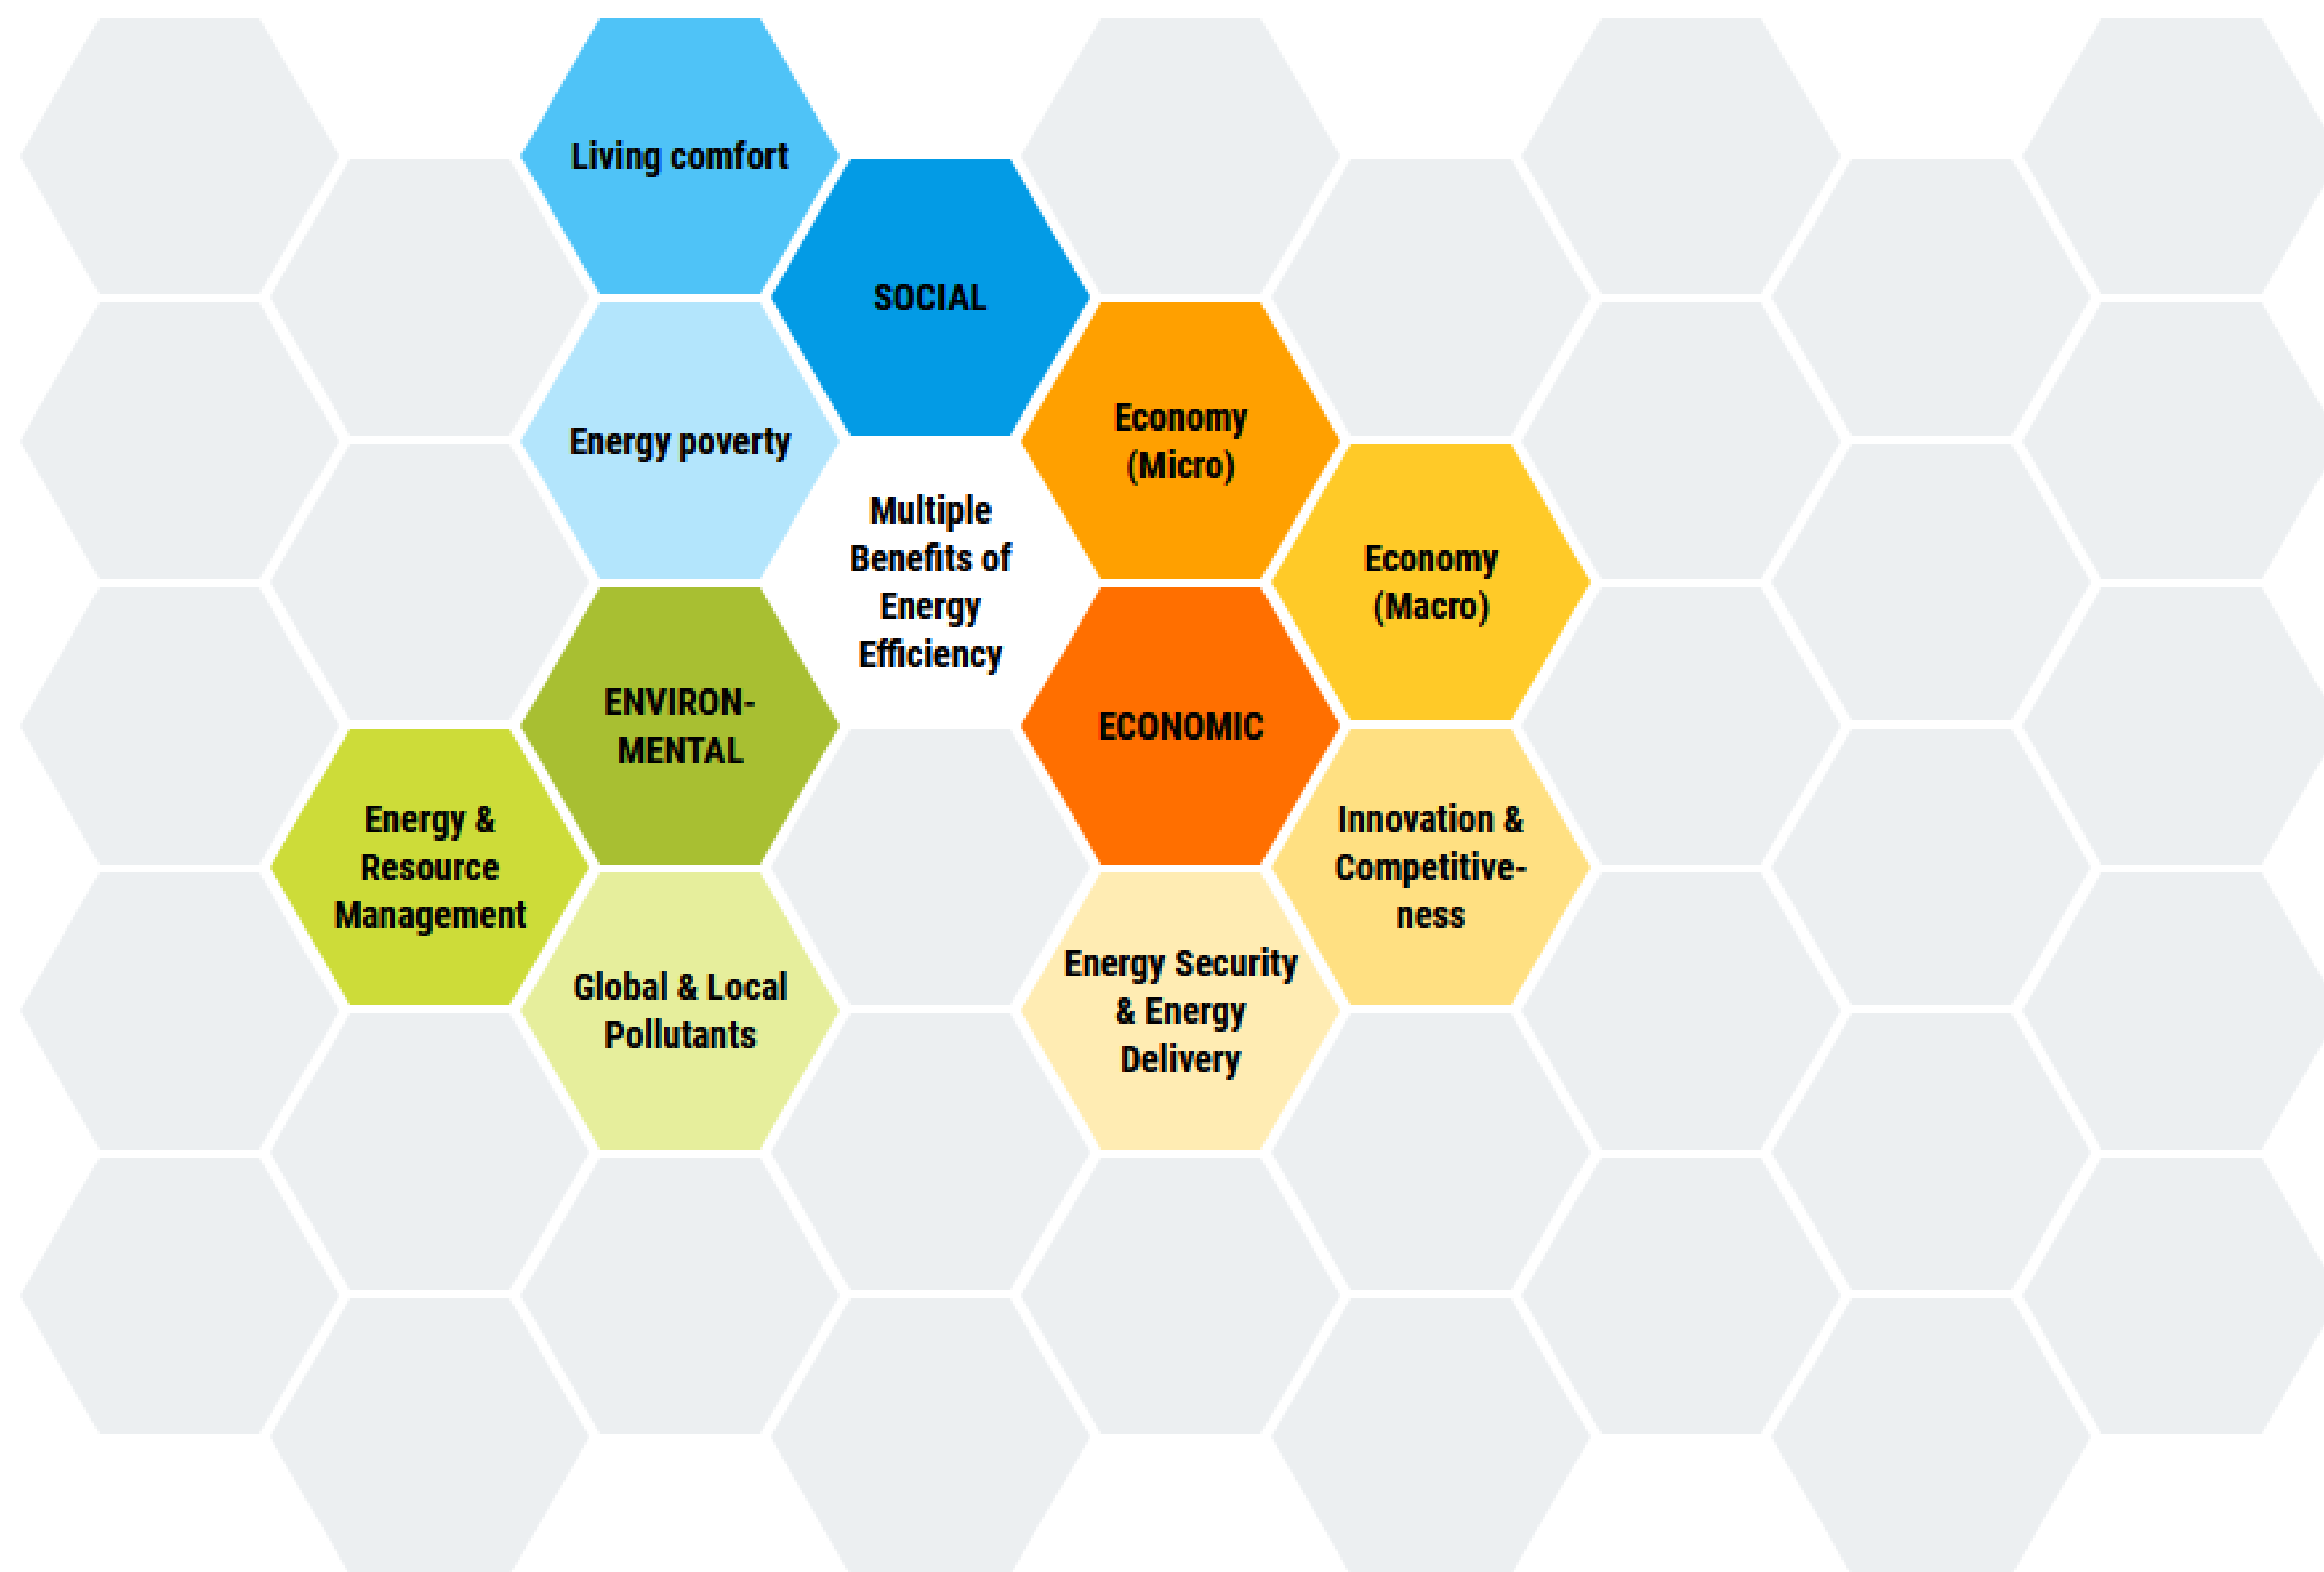 Living comfort
SOCIAL
Energy poverty
Economy
(Micro)
Multiple
Benefits of
Energy
Efficiency
Economy
(Macro)
ENVIRON-
MENTAL
ECONOMIC
Energy &
Resource
Management
Innovation &
Competitive-
ness
Global & Local
Pollutants
Energy Security
& Energy
Delivery